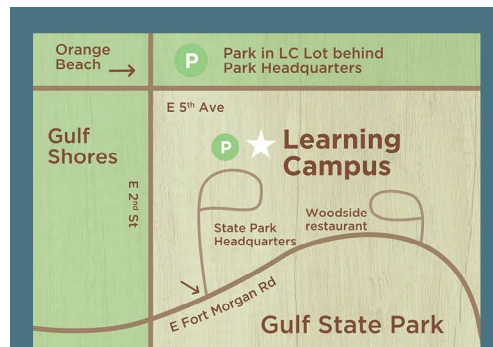 Orange
Beach
P
Park in LC Lot behind
Park Headquarters
E 5th Ave
Gulf
Shores
P
Learning
Campus
E 2nd St
State Park
Headquarters
Woodside
restaurant
E Fort Morgan Rd
Gulf State Park